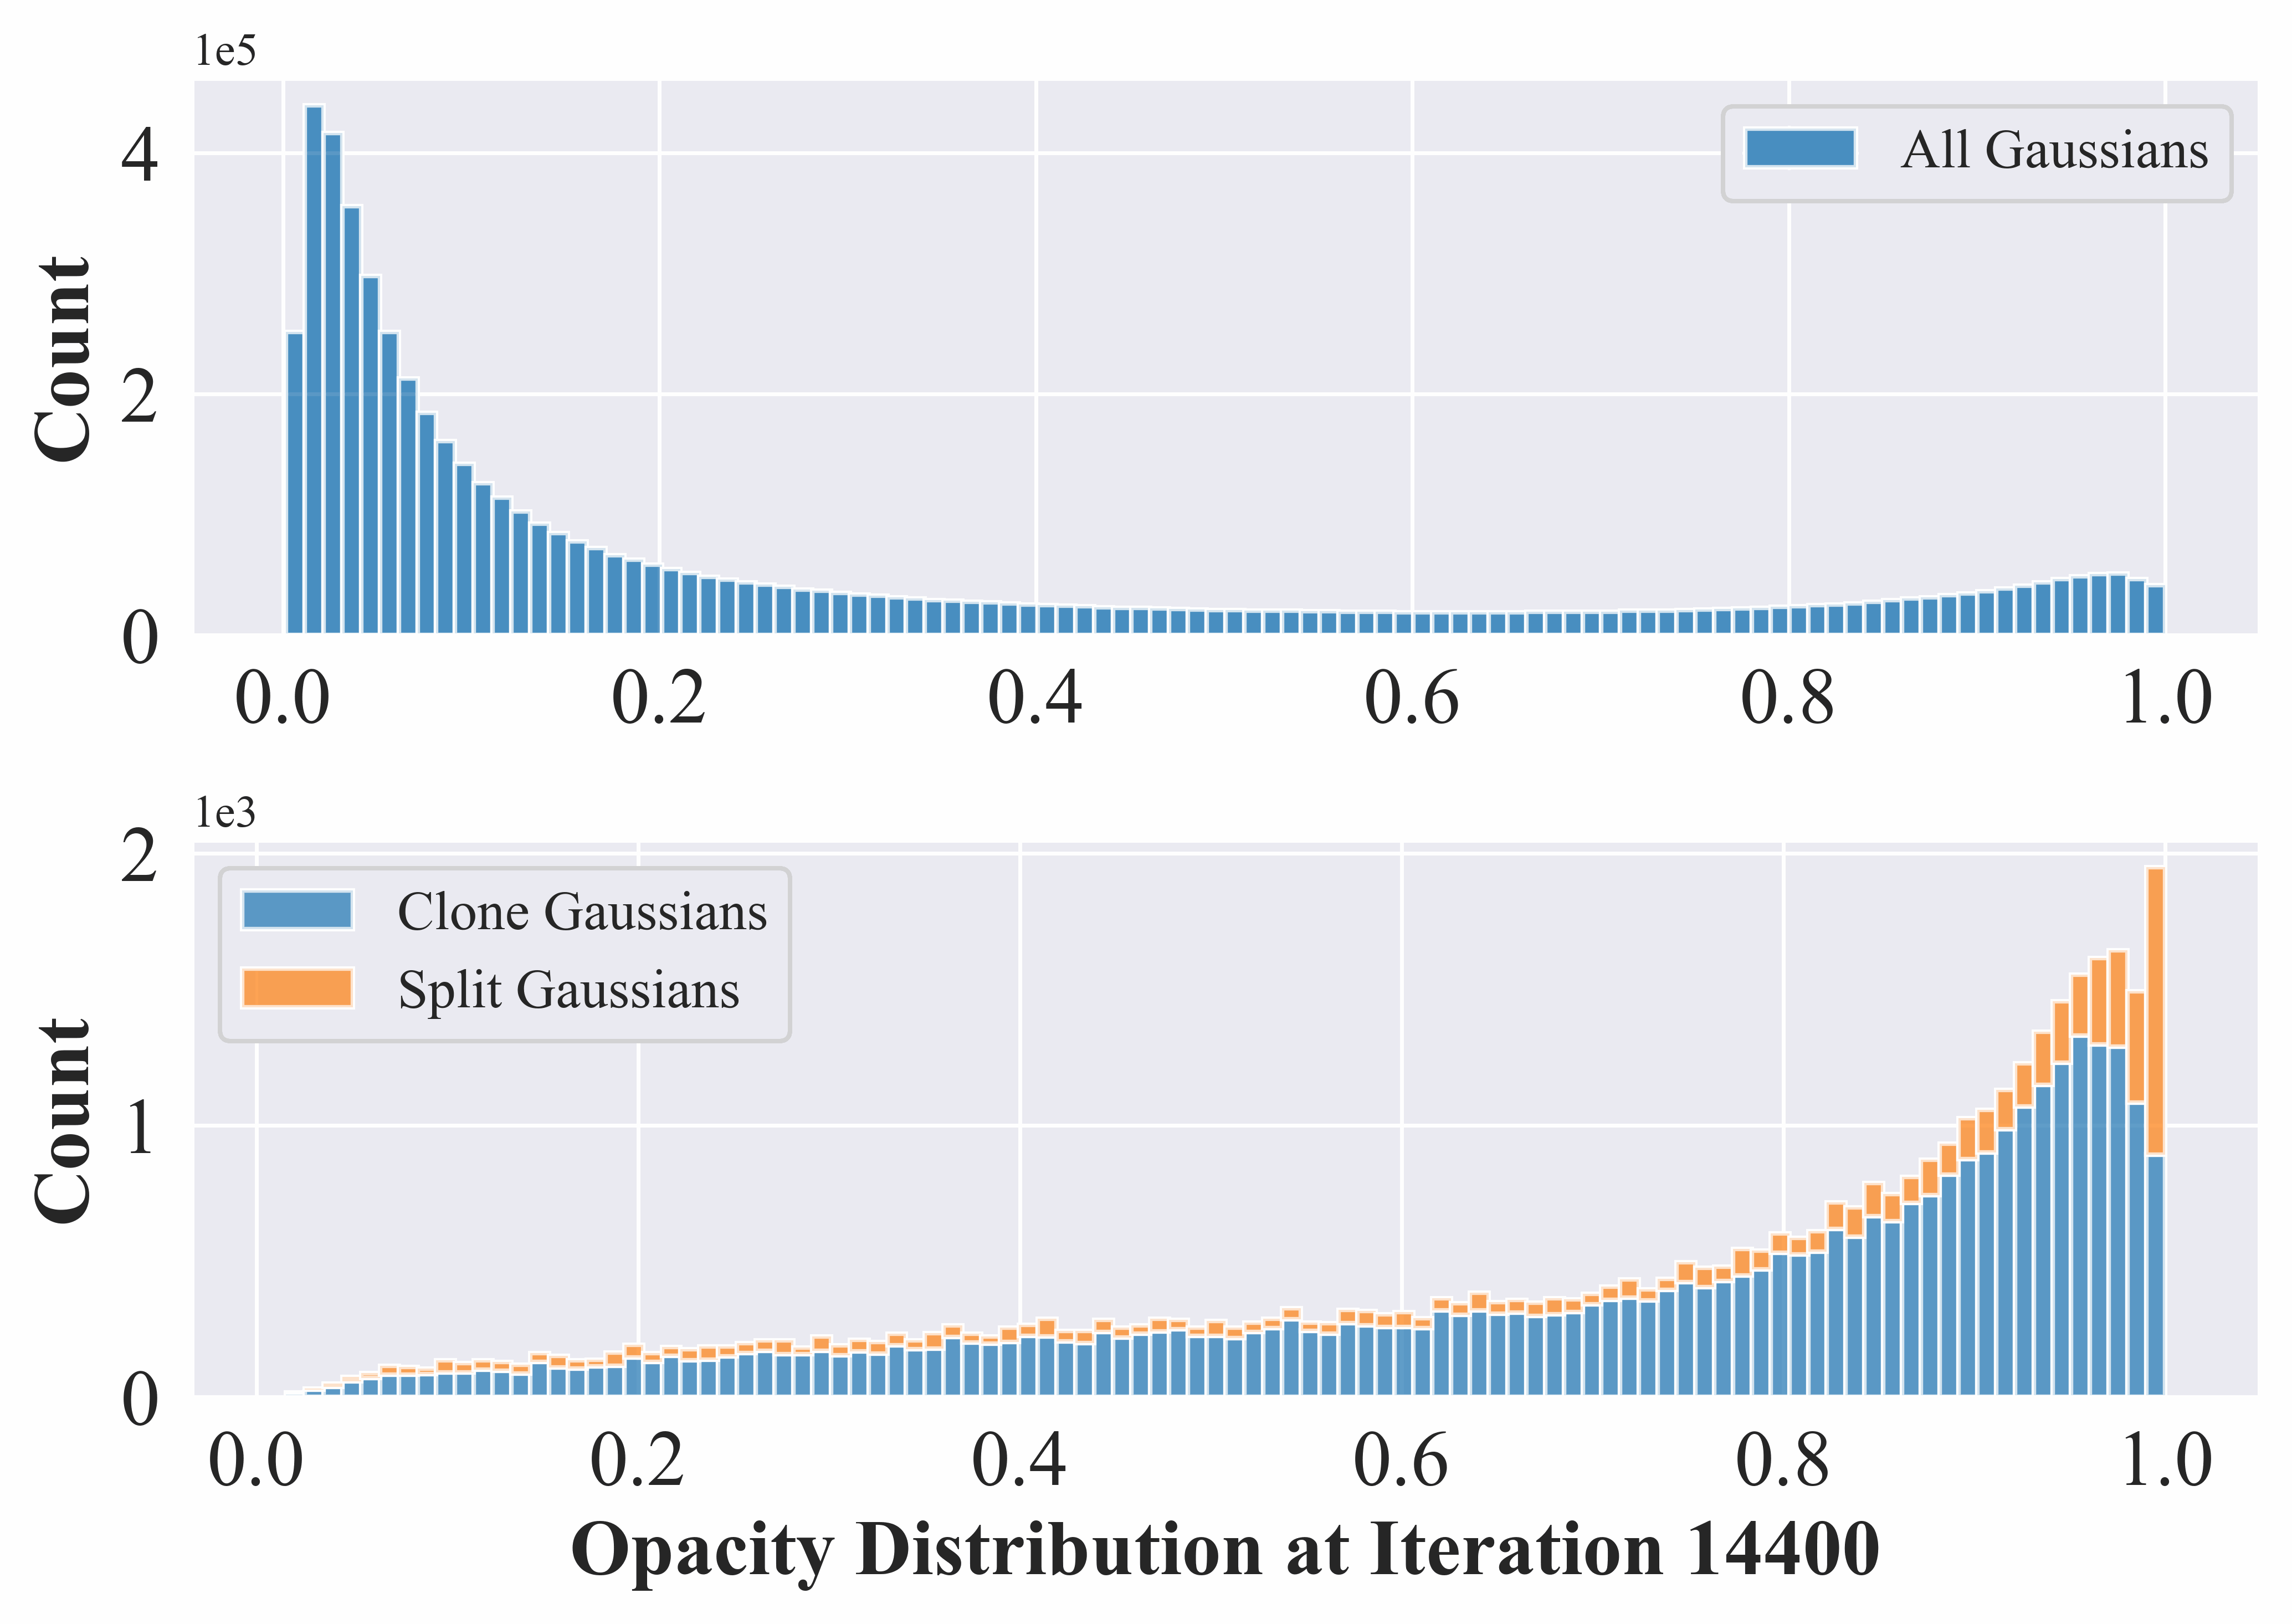 1e5
4
2
0
Count
All Gaussians
0.0 0.2 0.4 0.6 0.8 1.0
1e3
2
1
0
Count
Clone Gaussians
Split Gaussians
0.0 0.2 0.4 0.6 0.8 1.0
Opacity Distribution at Iteration 14400